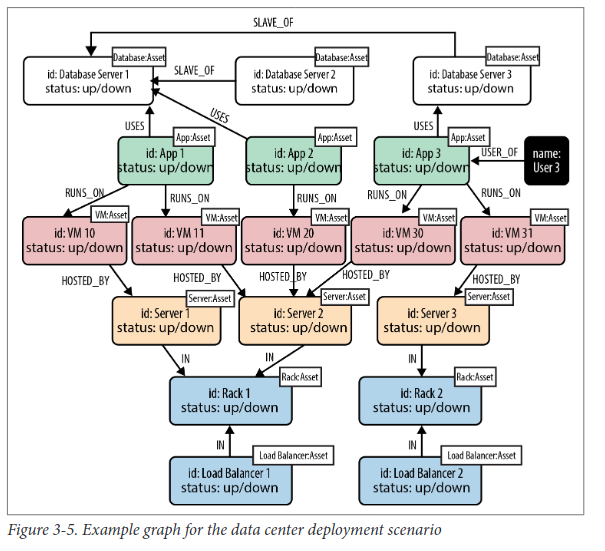 SLAVE_OF
Database:Asset
Database:Asset
Database:Asset
id: Database Server 1
status: up/down
SLAVE_OF
id: Database Server 2
status: up/down
id: Database Server 3
status: up/down
USES
USES
USES
App:Asset
App:Asset
App:Asset
id: App 1
status: up/down
id: App 2
status: up/down
id: App 3
status: up/down
USER_OF
name:
User 3
RUNS_ON
RUNS_ON
RUNS_ON
RUNS_ON
RUNS_ON
VM:Asset
VM:Asset
VM:Asset
VM:Asset
VM:Asset
id: VM 10
status: up/down
id: VM 11
status: up/down
id: VM 20
status: up/down
id: VM 30
status: up/down
id: VM 31
status: up/down
HOSTED_BY
HOSTED_BY
HOSTED_BY
HOSTED_BY
HOSTED_BY
Server:Asset
Server:Asset
Server:Asset
id: Server 1
status: up/down
id: Server 2
status: up/down
id: Server 3
status: up/down
IN
IN
IN
Rack:Asset
Rack:Asset
id: Rack 1
status: up/down
id: Rack 2
status: up/down
IN
IN
Load Balancer:Asset
Load Balancer:Asset
id: Load Balancer 1
status: up/down
id: Load Balancer 2
status: up/down
Figure 3-5. Example graph for the data center deployment scenario